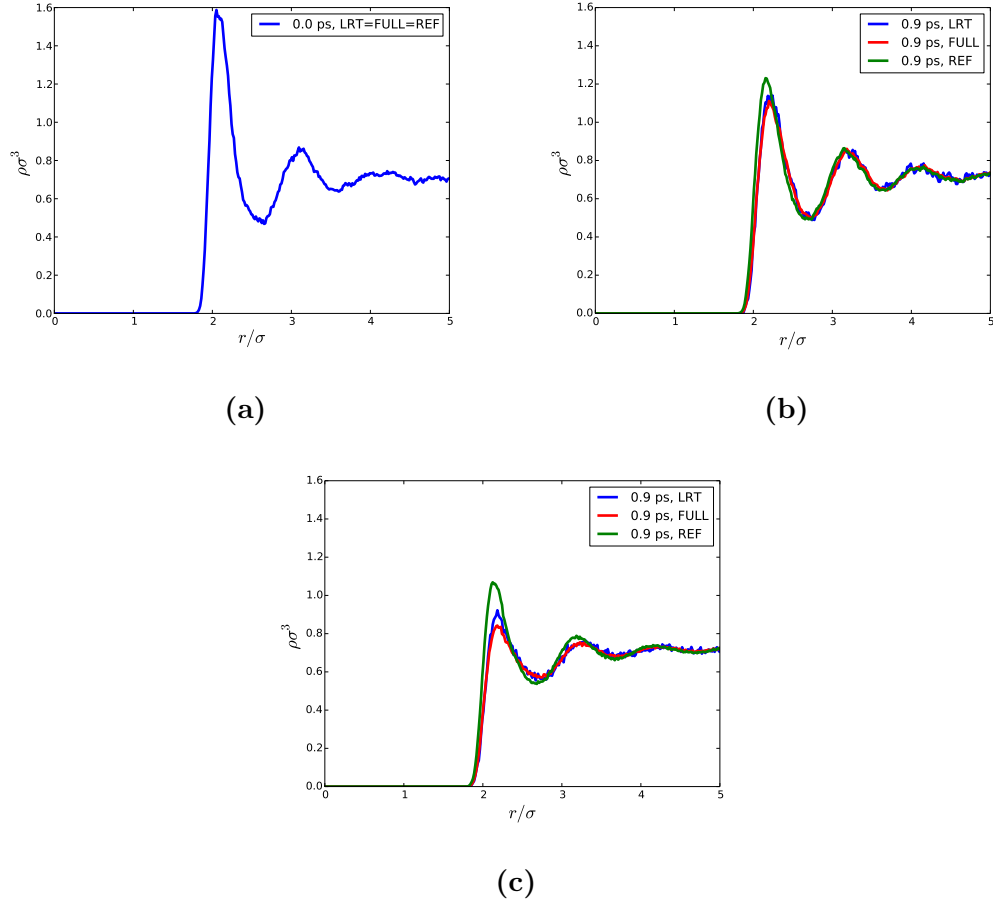 1.6
1.4
1.2
1.0
0.8
0.6
0.4
0.2
0.0
ρσ³
0 1 2 3 4 5
r/σ
0.0 ps, LRT=FULL=REF
(a)
1.6
1.4
1.2
1.0
0.8
0.6
0.4
0.2
0.0
ρσ³
0 1 2 3 4 5
r/σ
0.9 ps, LRT
0.9 ps, FULL
0.9 ps, REF
(b)
1.6
1.4
1.2
1.0
0.8
0.6
0.4
0.2
0.0
ρσ³
0 1 2 3 4 5
r/σ
0.9 ps, LRT
0.9 ps, FULL
0.9 ps, REF
(c)